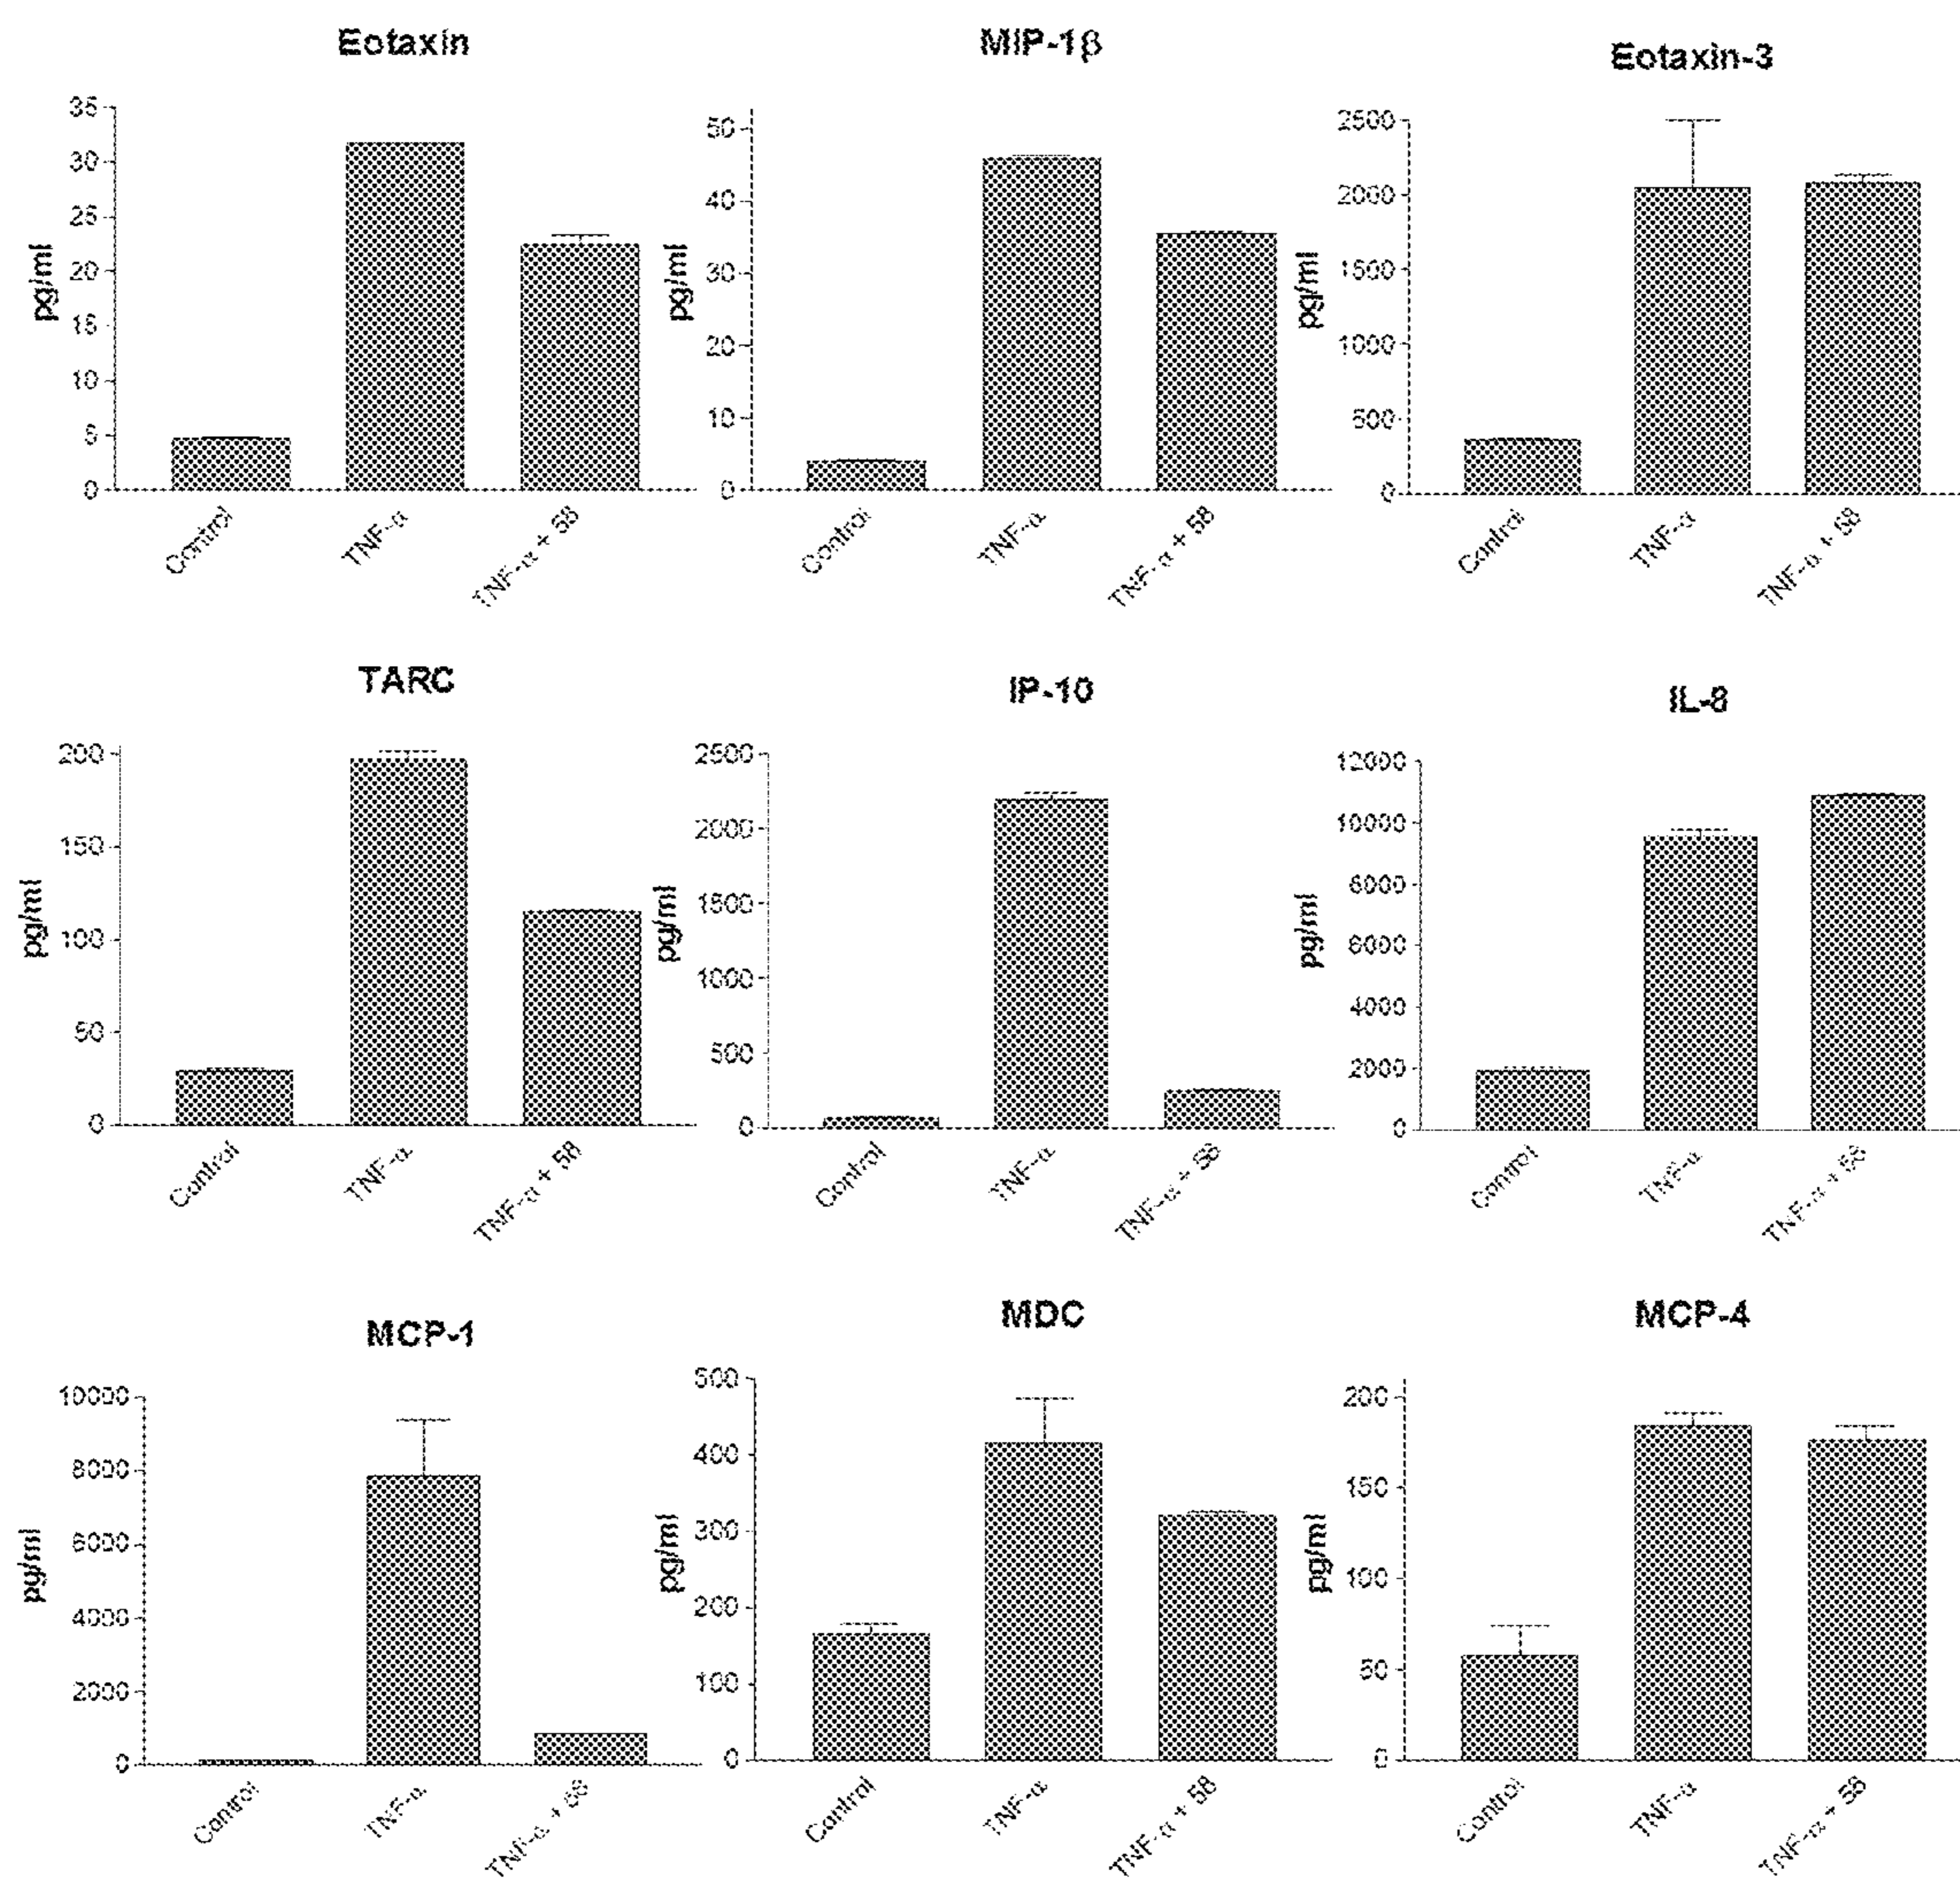 Eotaxin
pg/ml
35
30
25
20
15
10
5
0
Control
TNF-α
TNF-α + 58
MIP-1β
pg/ml
50
40
30
20
10
0
Control
TNF-α
TNF-α + 58
Eotaxin-3
pg/ml
2500
2000
1500
1000
500
0
Control
TNF-α
TNF-α + 58
TARC
pg/ml
200
150
100
50
0
Control
TNF-α
TNF-α + 58
IP-10
pg/ml
2500
2000
1500
1000
500
0
Control
TNF-α
TNF-α + 58
IL-8
pg/ml
12000
10000
8000
6000
4000
2000
0
Control
TNF-α
TNF-α + 58
MCP-1
pg/ml
10000
8000
6000
4000
2000
0
Control
TNF-α
TNF-α + 58
MDC
pg/ml
500
400
300
200
100
0
Control
TNF-α
TNF-α + 58
MCP-4
pg/ml
200
150
100
50
0
Control
TNF-α
TNF-α + 58